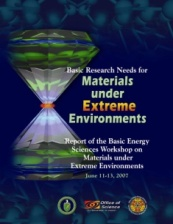 Basic Research Needs for
Materials
under
Extreme
Environments
Report of the Basic Energy
Sciences Workshop on
Materials under
Extreme Environments
June 11-13, 2007
Office of
Science